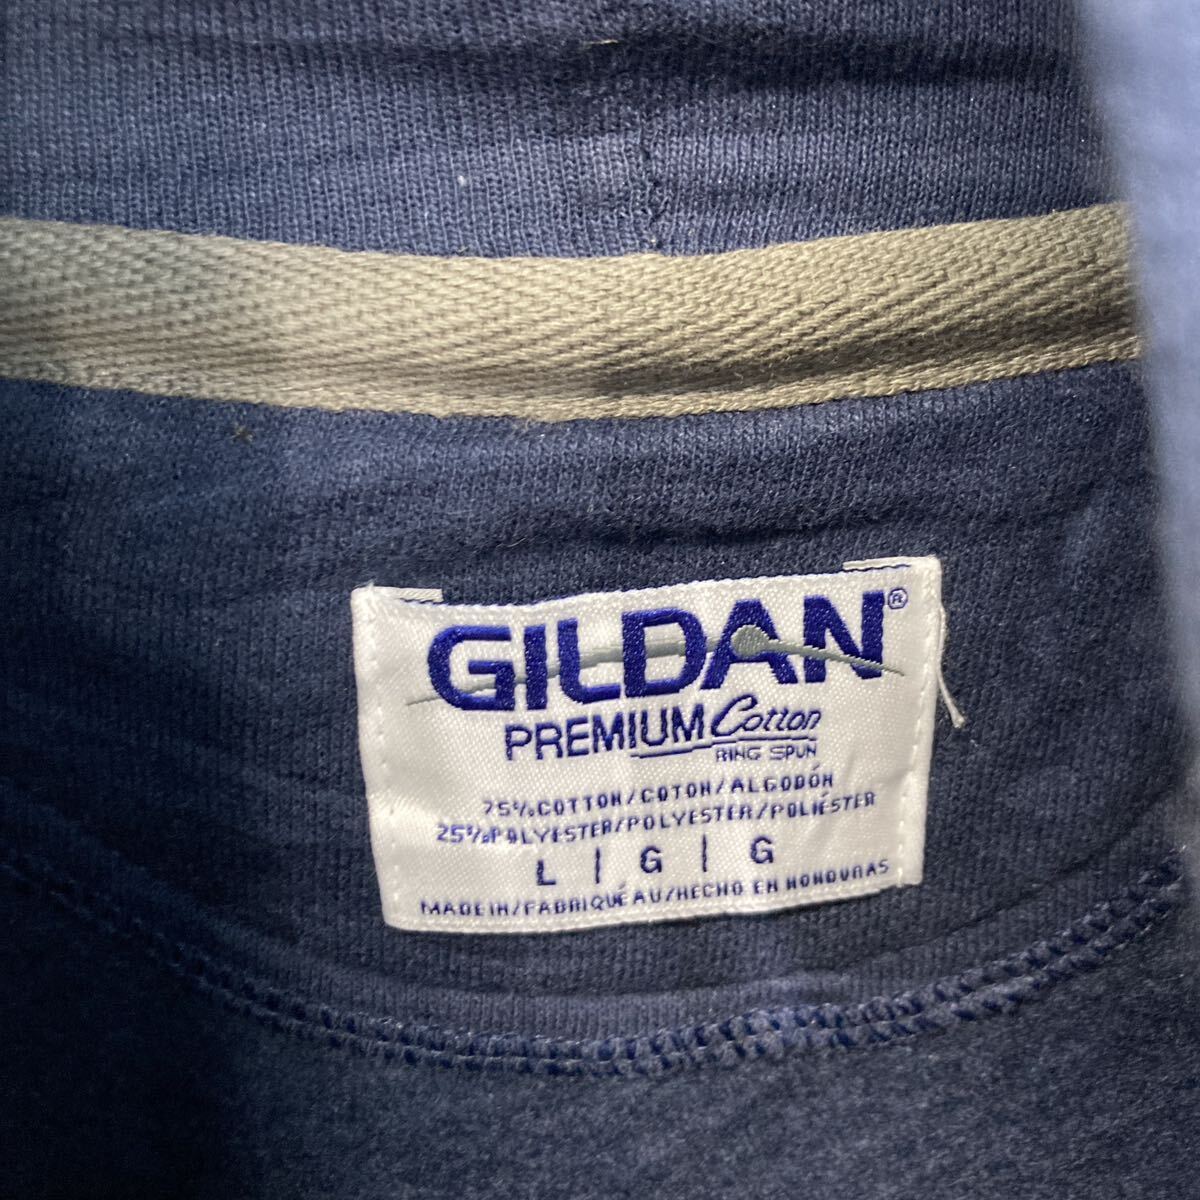 GILDAN®
PREMIUM Cotton
RING SPUN
75% COTTON/COTON/ALGODÓN
25% POLYESTER/POLYESTER/POLIÉSTER
L | G | G
MADE IN/FABRIQUÉ AU/HECHO EN HONDURAS